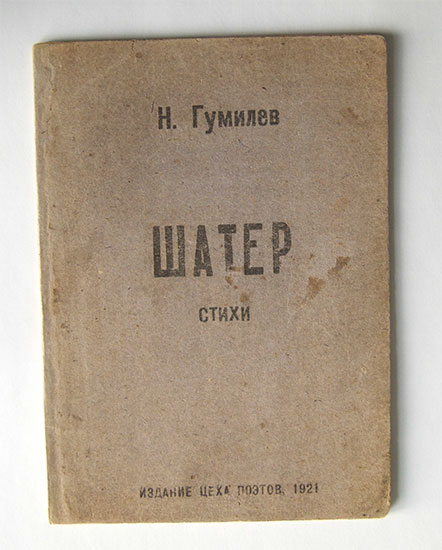 Н. Гумилев
ШАТЕР
СТИХИ
ИЗДАНИЕ ЦЕХА ПОЭТОВ, 1921